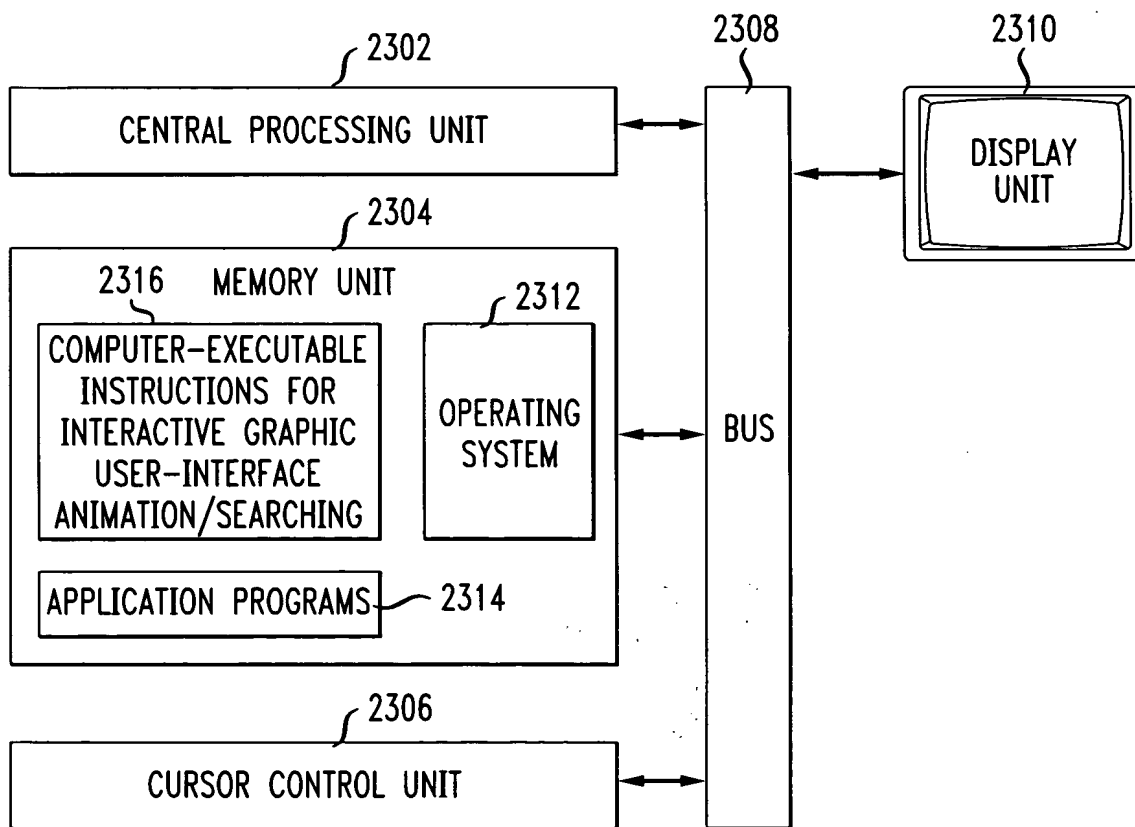 2302
CENTRAL PROCESSING UNIT
2308
2310
DISPLAY
UNIT
2304
MEMORY UNIT
2316
COMPUTER-EXECUTABLE
INSTRUCTIONS FOR
INTERACTIVE GRAPHIC
USER-INTERFACE
ANIMATION/SEARCHING
2312
OPERATING
SYSTEM
BUS
APPLICATION PROGRAMS
2314
2306
CURSOR CONTROL UNIT